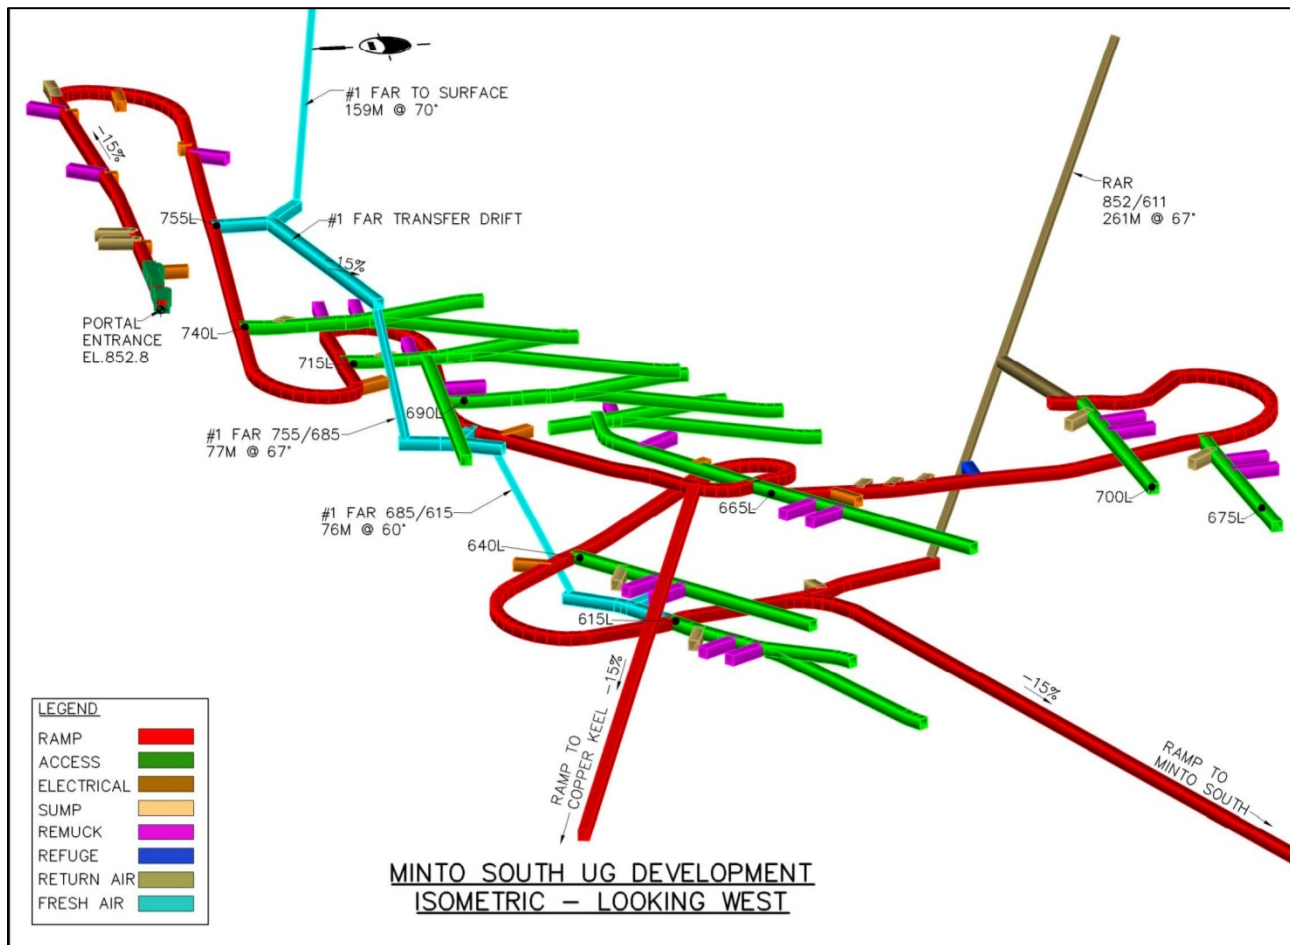 #1 FAR TO SURFACE
159M @ 70°
-15%
RAR
852/611
261M @ 67°
755L
#1 FAR TRANSFER DRIFT
-15%
PORTAL
ENTRANCE
EL.852.8
740L
715L
690L
#1 FAR 755/685
77M @ 67°
#1 FAR 685/615
76M @ 60°
665L
700L
675L
640L
615L
-15%
RAMP TO
COPPER KEEL
-15%
RAMP TO
MINTO SOUTH
LEGEND
RAMP
ACCESS
ELECTRICAL
SUMP
REMUCK
REFUGE
RETURN AIR
FRESH AIR
MINTO SOUTH UG DEVELOPMENT
ISOMETRIC – LOOKING WEST